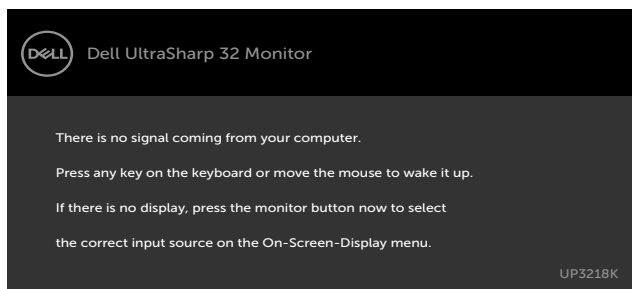 DELL
Dell UltraSharp 32 Monitor
There is no signal coming from your computer.
Press any key on the keyboard or move the mouse to wake it up.
If there is no display, press the monitor button now to select
the correct input source on the On-Screen-Display menu.
UP3218K